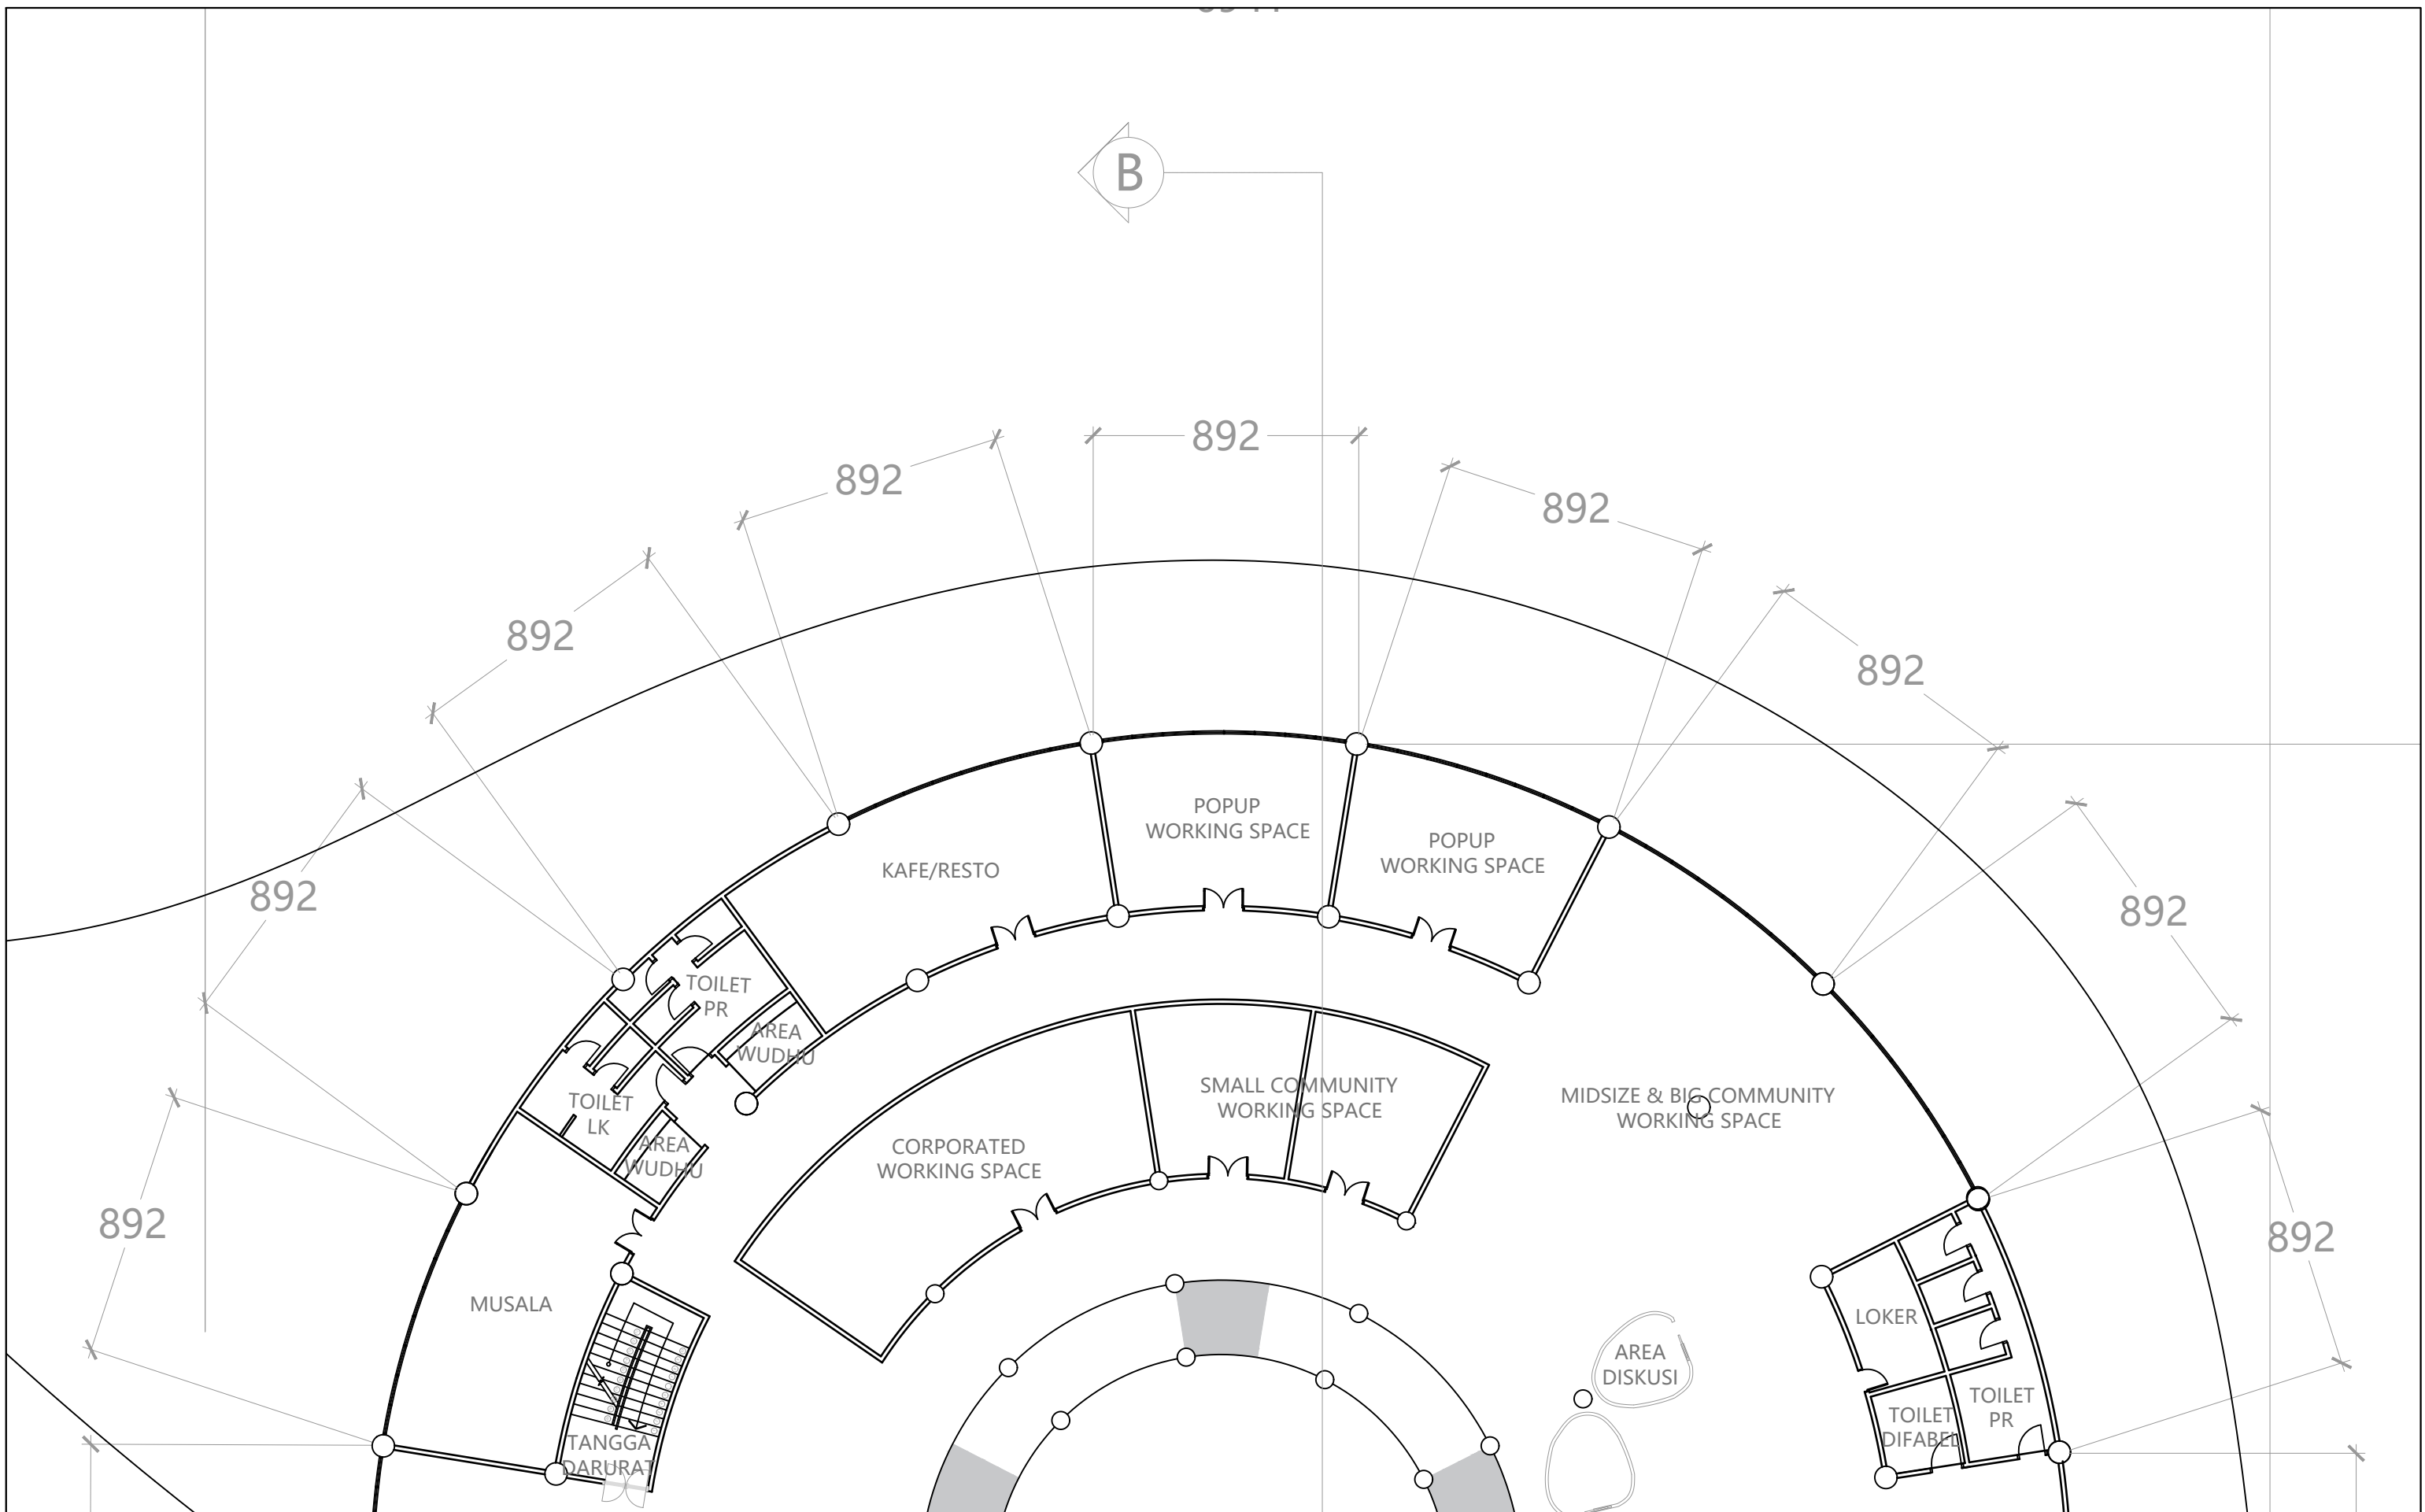 B
892
892
892
892
892
892
892
892
892
892
POPUP
WORKING SPACE
POPUP
WORKING SPACE
KAFE/RESTO
TOILET
PR
AREA
WUDHU
TOILET
LK
AREA
WUDHU
SMALL COMMUNITY
WORKING SPACE
MIDSIZE & BIG COMMUNITY
WORKING SPACE
CORPORATED
WORKING SPACE
MUSALA
LOKER
AREA
DISKUSI
TOILET
PR
TOILET
DIFABEL
TANGGA
DARURAT